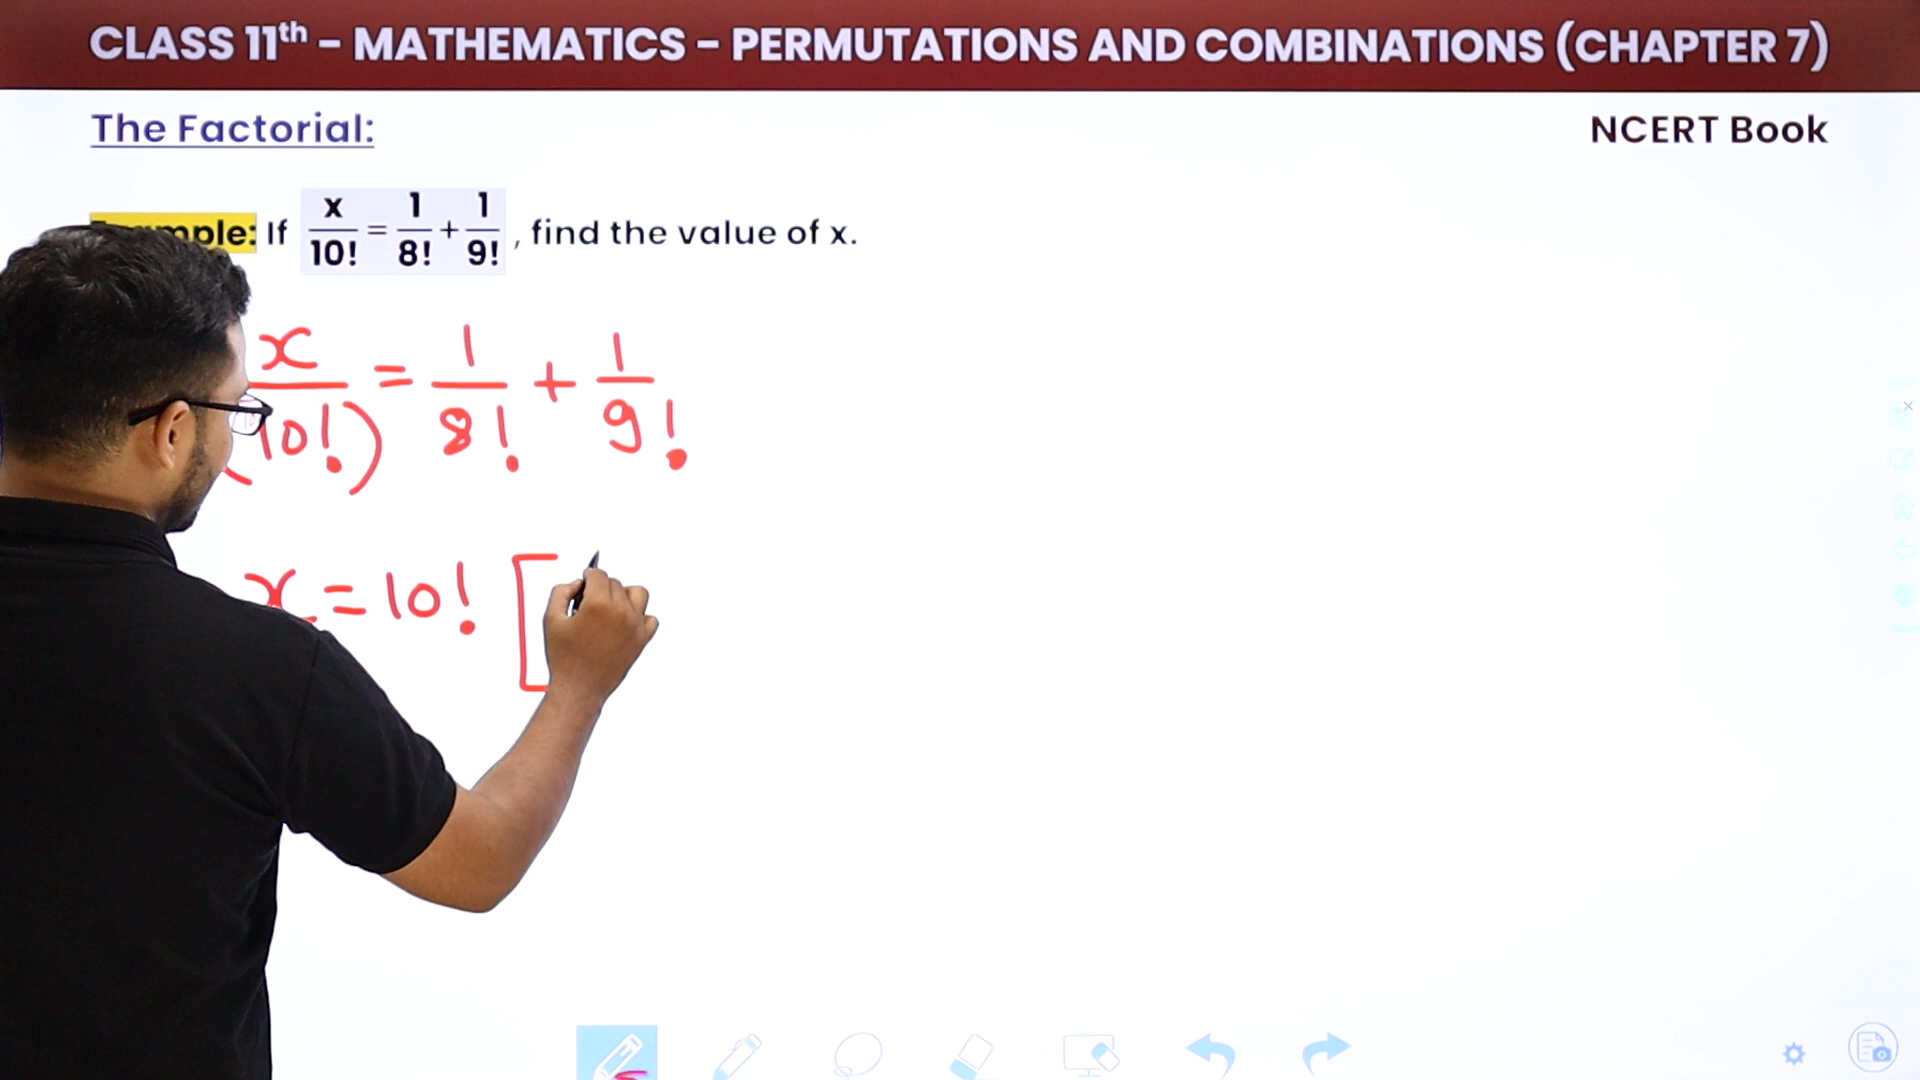 CLASS 11th - MATHEMATICS - PERMUTATIONS AND COMBINATIONS (CHAPTER 7)
The Factorial:
NCERT Book
Example: If x/10! = 1/8! + 1/9! , find the value of x.
x/(10!) = 1/8! + 1/9!
x = 10! [